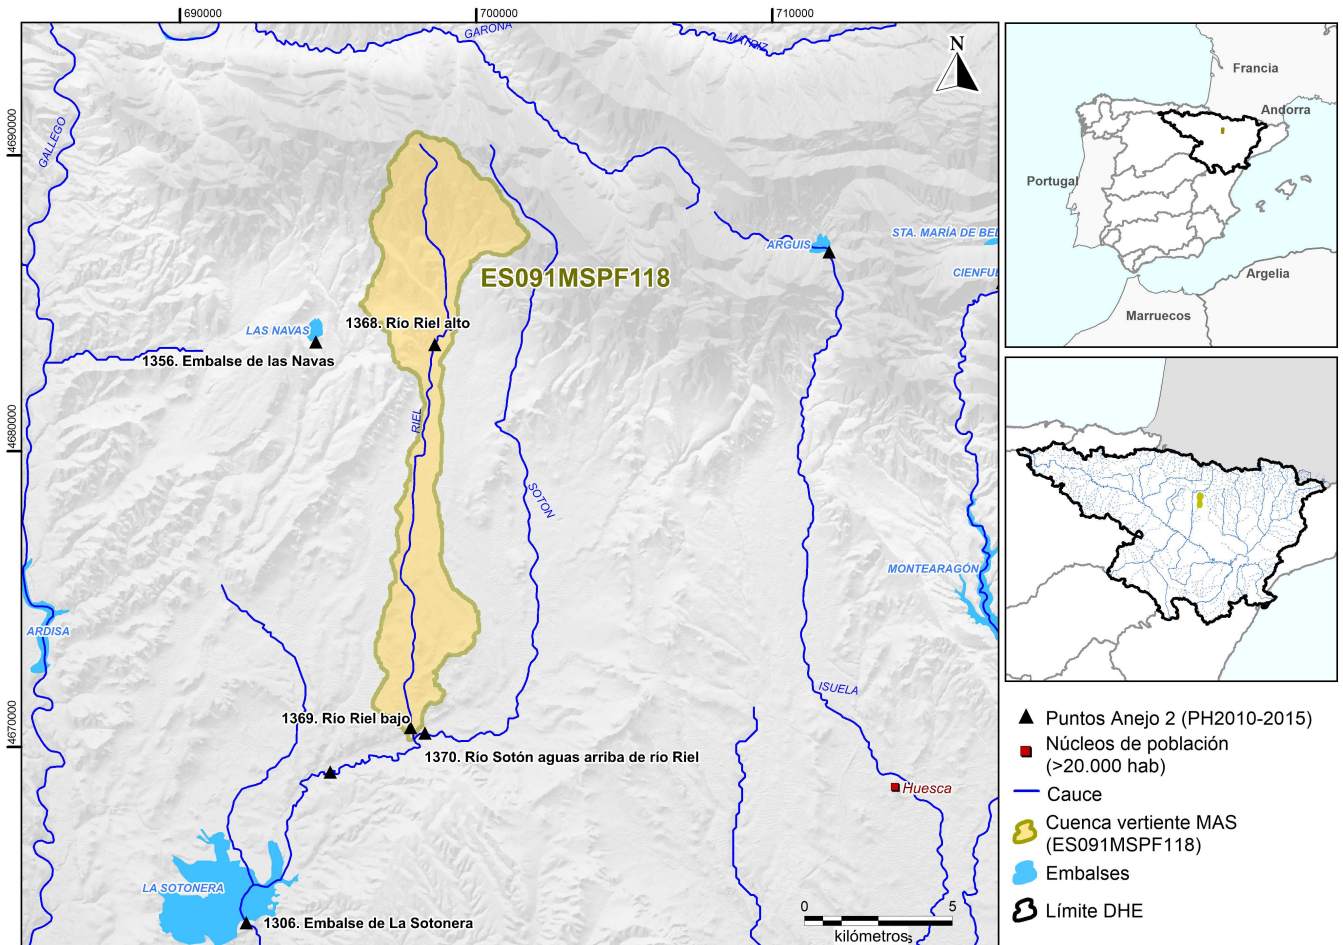 690000
700000
710000
GARONA
MATRIZ
N
GALLEGO
4690000
ARGUIS
STA. MARÍA DE BEL
CIENFU
ES091MSPF118
LAS NAVAS
1368. Río Riel alto
1356. Embalse de las Navas
RIEL
4680000
SOTON
MONTEARAGÓN
ARDISA
ISUELA
4670000
1369. Río Riel bajo
1370. Río Sotón aguas arriba de río Riel
Huesca
LA SOTONERA
1306. Embalse de La Sotonera
0 5
kilómetros
Francia
Andorra
Portugal
Argelia
Marruecos
Puntos Anejo 2 (PH2010-2015)
Núcleos de población
(>20.000 hab)
Cauce
Cuenca vertiente MAS
(ES091MSPF118)
Embalses
Límite DHE